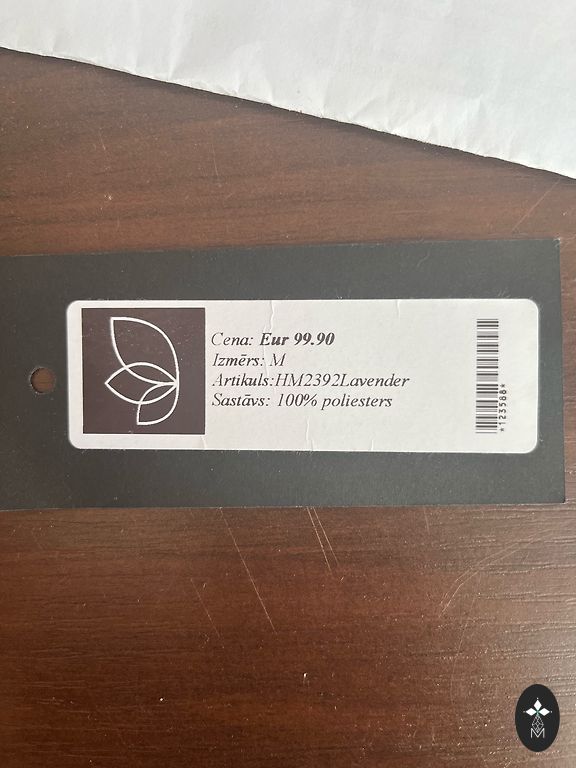 Cena: Eur 99.90
Izmērs: M
Artikuls:HM2392Lavender
Sastāvs: 100% poliesters
*123588*
M